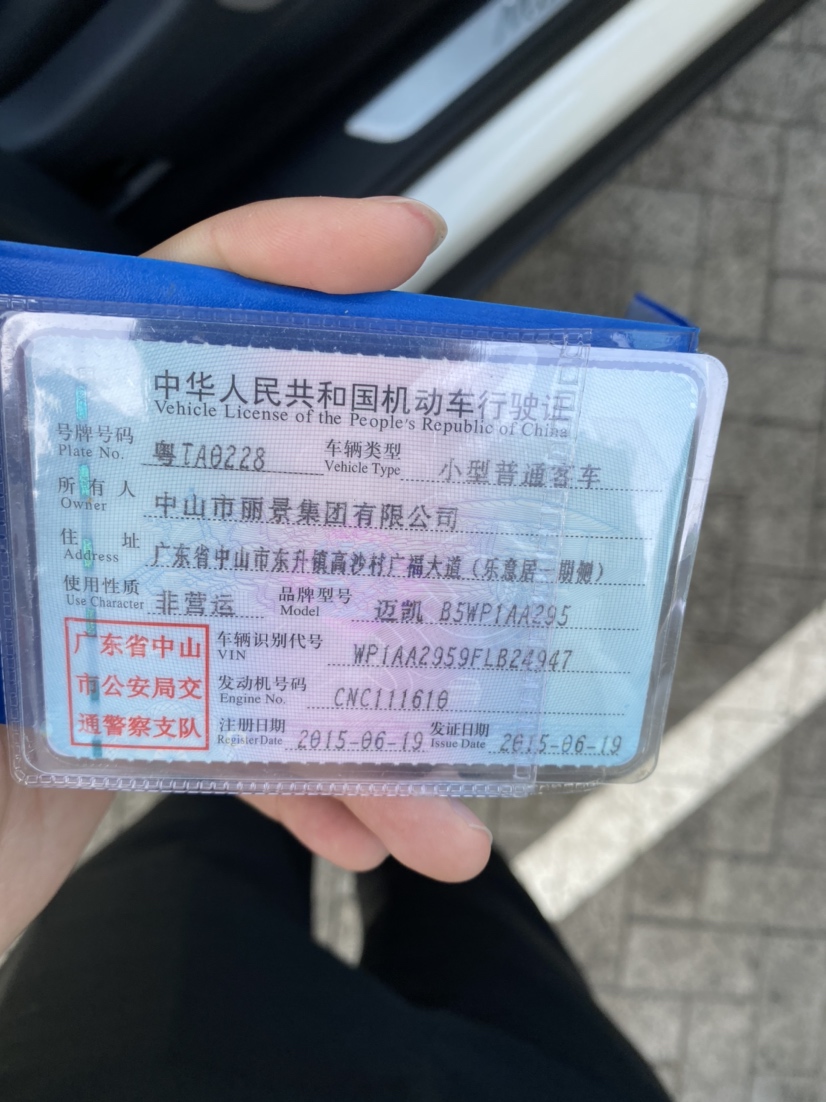 中华人民共和国机动车行驶证
Vehicle License of the People's Republic of China
号牌号码 粤TA0228 车辆类型 小型普通客车
Plate No. Vehicle Type
所有人 中山市丽景集团有限公司
Owner
住址 广东省中山市东升镇高沙村广福大道（乐意居一期侧）
Address
使用性质 非营运 品牌型号 迈凯 B5WP1AA295
Use Character Model
广东省中山
市公安局交
通警察支队
车辆识别代号 WP1AA2959FLB24947
VIN
发动机号码 CNC111610
Engine No.
注册日期 2015-06-19 发证日期 2015-06-19
Register Date Issue Date